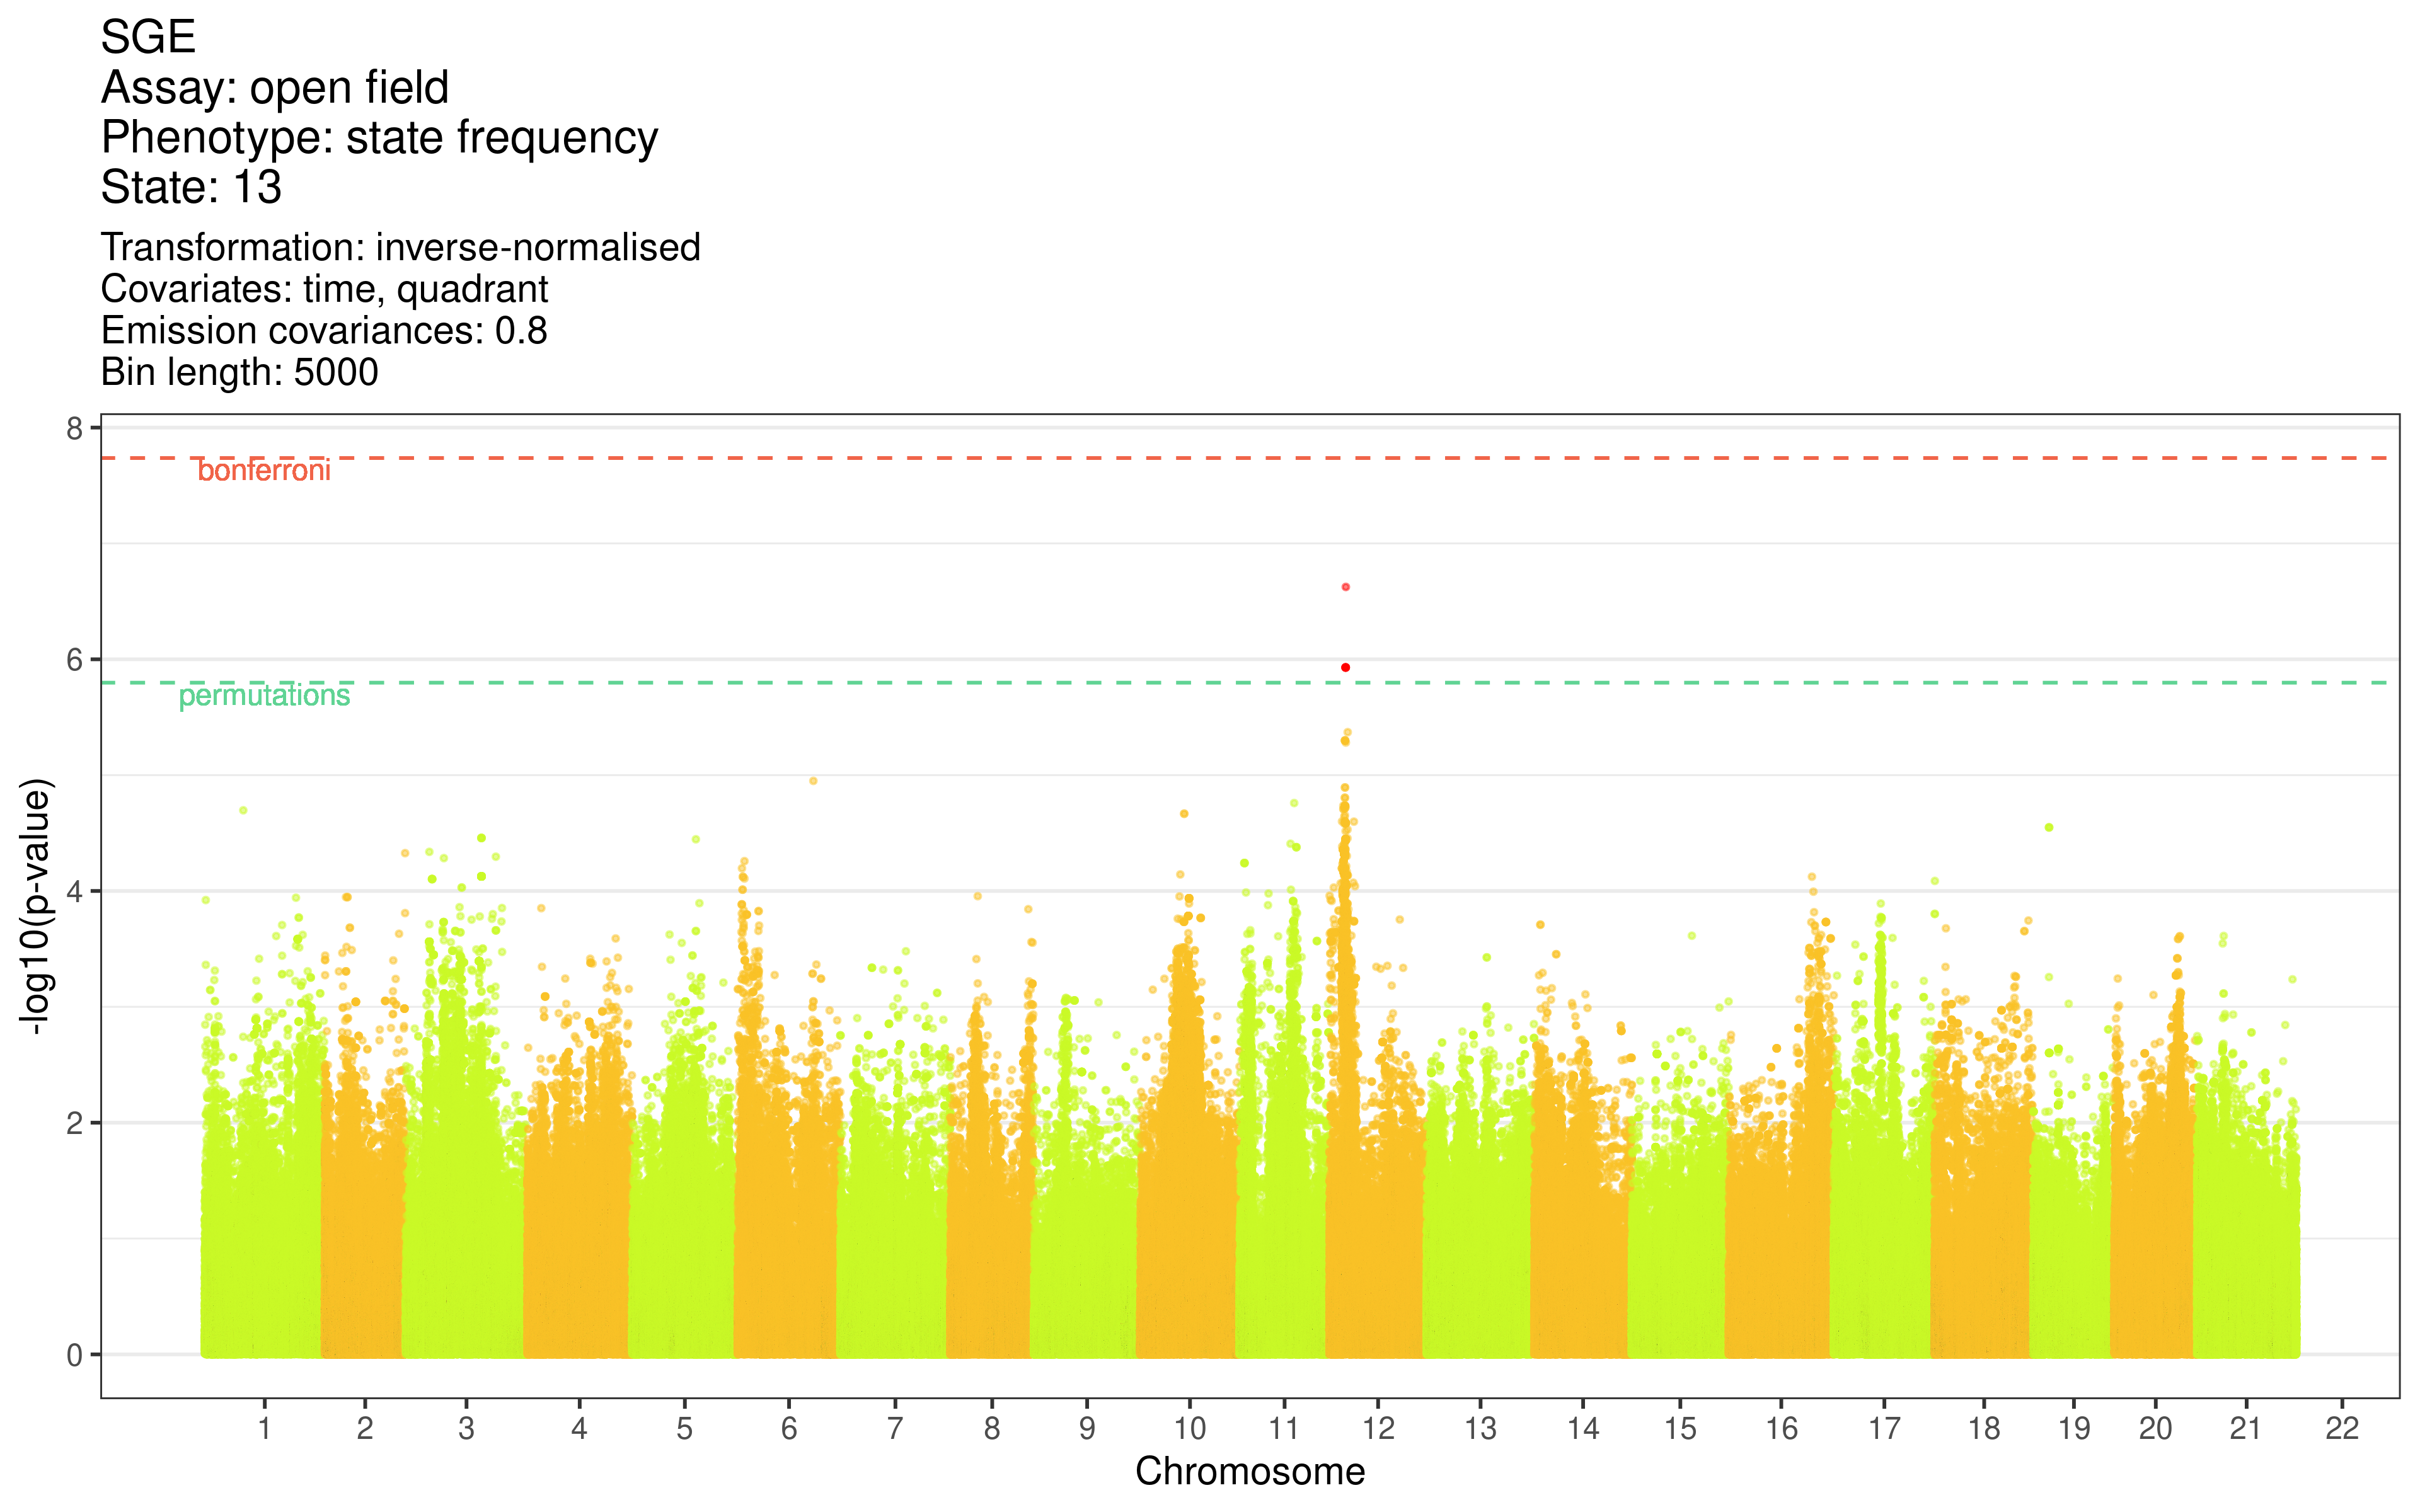 SGE
Assay: open field
Phenotype: state frequency
State: 13
Transformation: inverse-normalised
Covariates: time, quadrant
Emission covariances: 0.8
Bin length: 5000
8
bonferroni
6
permutations
4
2
0
-log10(p-value)
1 2 3 4 5 6 7 8 9 10 11 12 13 14 15 16 17 18 19 20 21 22
Chromosome